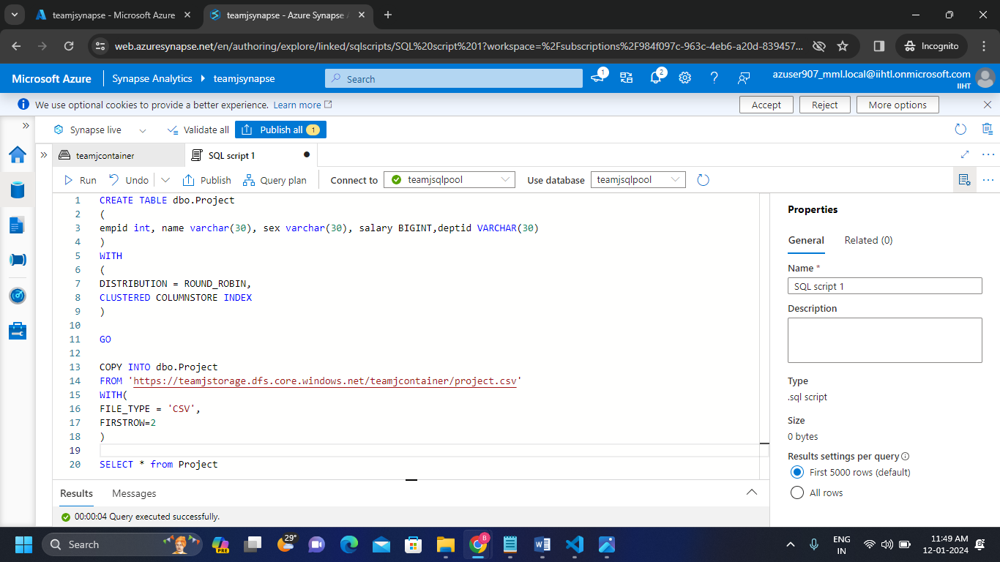 teamjsynapse - Microsoft Azure
teamjsynapse - Azure Synapse A
web.azuresynapse.net/en/authoring/explore/linked/sqlscripts/SQL%20script%201?workspace=%2Fsubscriptions%2F984f097c-963c-4eb6-a20d-839457...
Incognito
Microsoft Azure
Synapse Analytics
teamjsynapse
Search
1
2
azuser907_mml.local@iihtl.onmicrosoft.com
IIHT
We use optional cookies to provide a better experience. Learn more
Accept
Reject
More options
Synapse live
Validate all
Publish all 1
teamjcontainer
SQL script 1
Run
Undo
Publish
Query plan
Connect to
teamjsqlpool
Use database
teamjsqlpool
1 CREATE TABLE dbo.Project
2 (
3 empid int, name varchar(30), sex varchar(30), salary BIGINT,deptid VARCHAR(30)
4 )
5 WITH
6 (
7 DISTRIBUTION = ROUND_ROBIN,
8 CLUSTERED COLUMNSTORE INDEX
9 )
10
11 GO
12
13 COPY INTO dbo.Project
14 FROM 'https://teamjstorage.dfs.core.windows.net/teamjcontainer/project.csv'
15 WITH(
16 FILE_TYPE = 'CSV',
17 FIRSTROW=2
18 )
19
20 SELECT * from Project
Results
Messages
00:00:04 Query executed successfully.
Properties
General
Related (0)
Name *
SQL script 1
Description
Type
.sql script
Size
0 bytes
Results settings per query
First 5000 rows (default)
All rows
Search
PRE
29°
8
ENG
IN
11:49 AM
12-01-2024